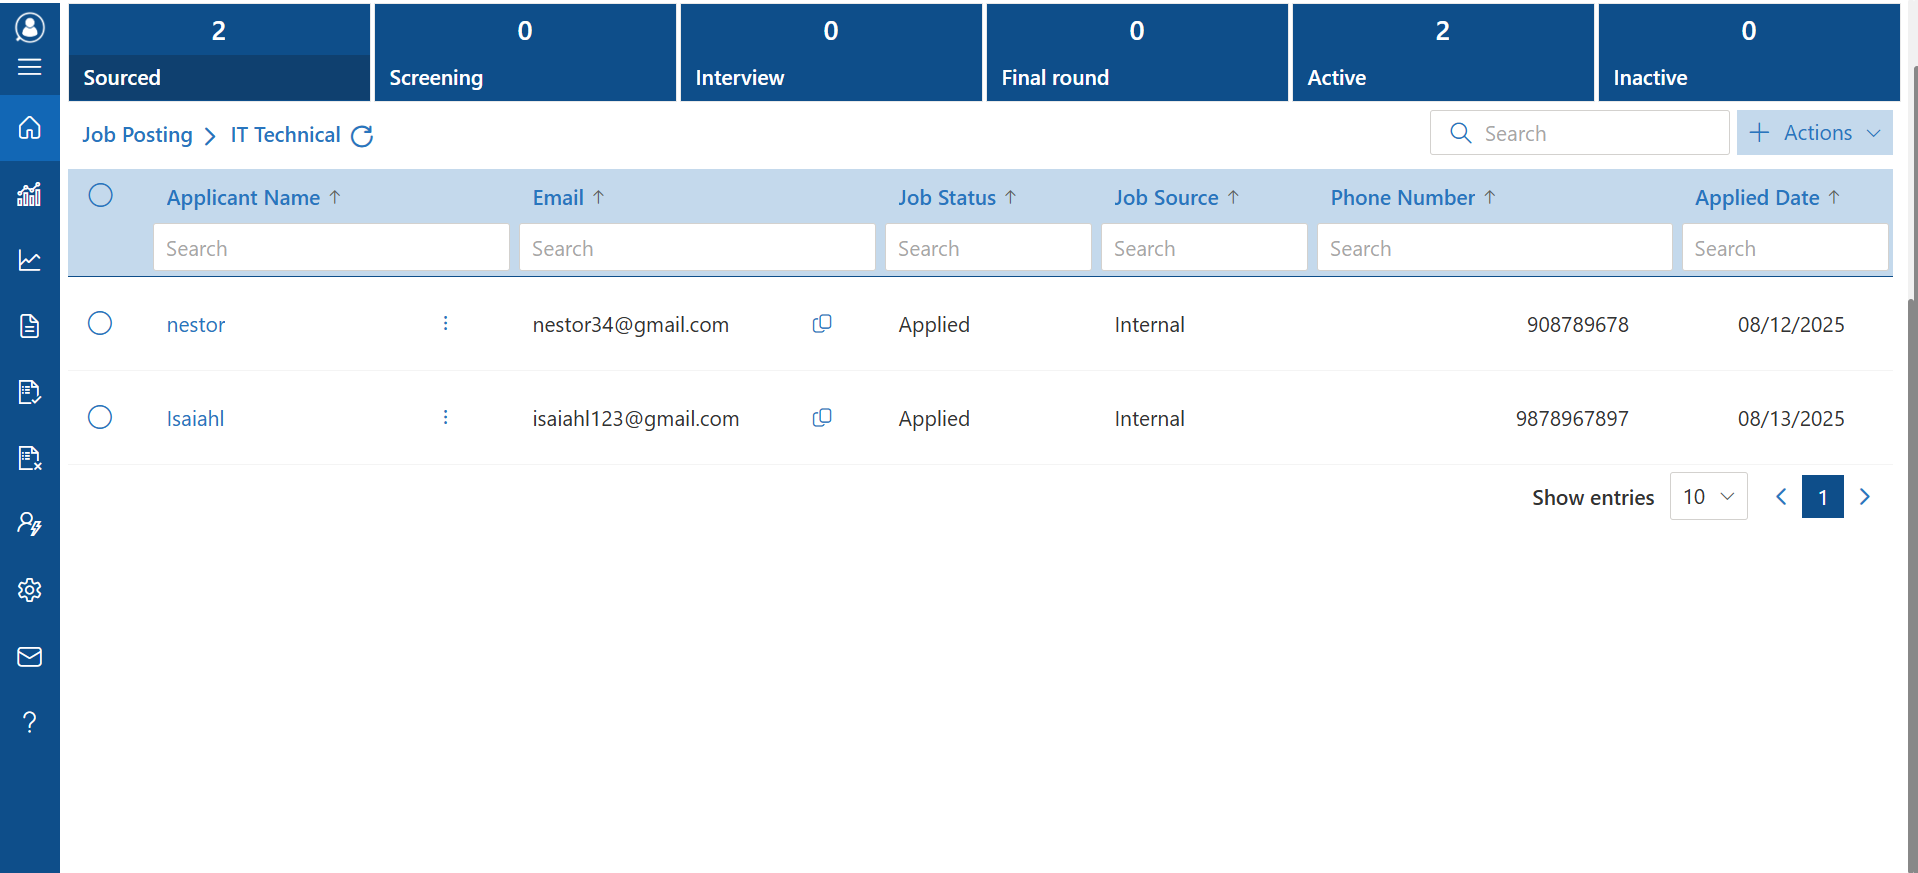 2 0 0 0 2 0
Sourced Screening Interview Final round Active Inactive
Job Posting IT Technical Search Actions
Applicant Name Email Job Status Job Source Phone Number Applied Date
Search Search Search Search Search Search
nestor nestor34@gmail.com Applied Internal 908789678 08/12/2025
Isaiahl isaiahl123@gmail.com Applied Internal 9878967897 08/13/2025
Show entries 10 1